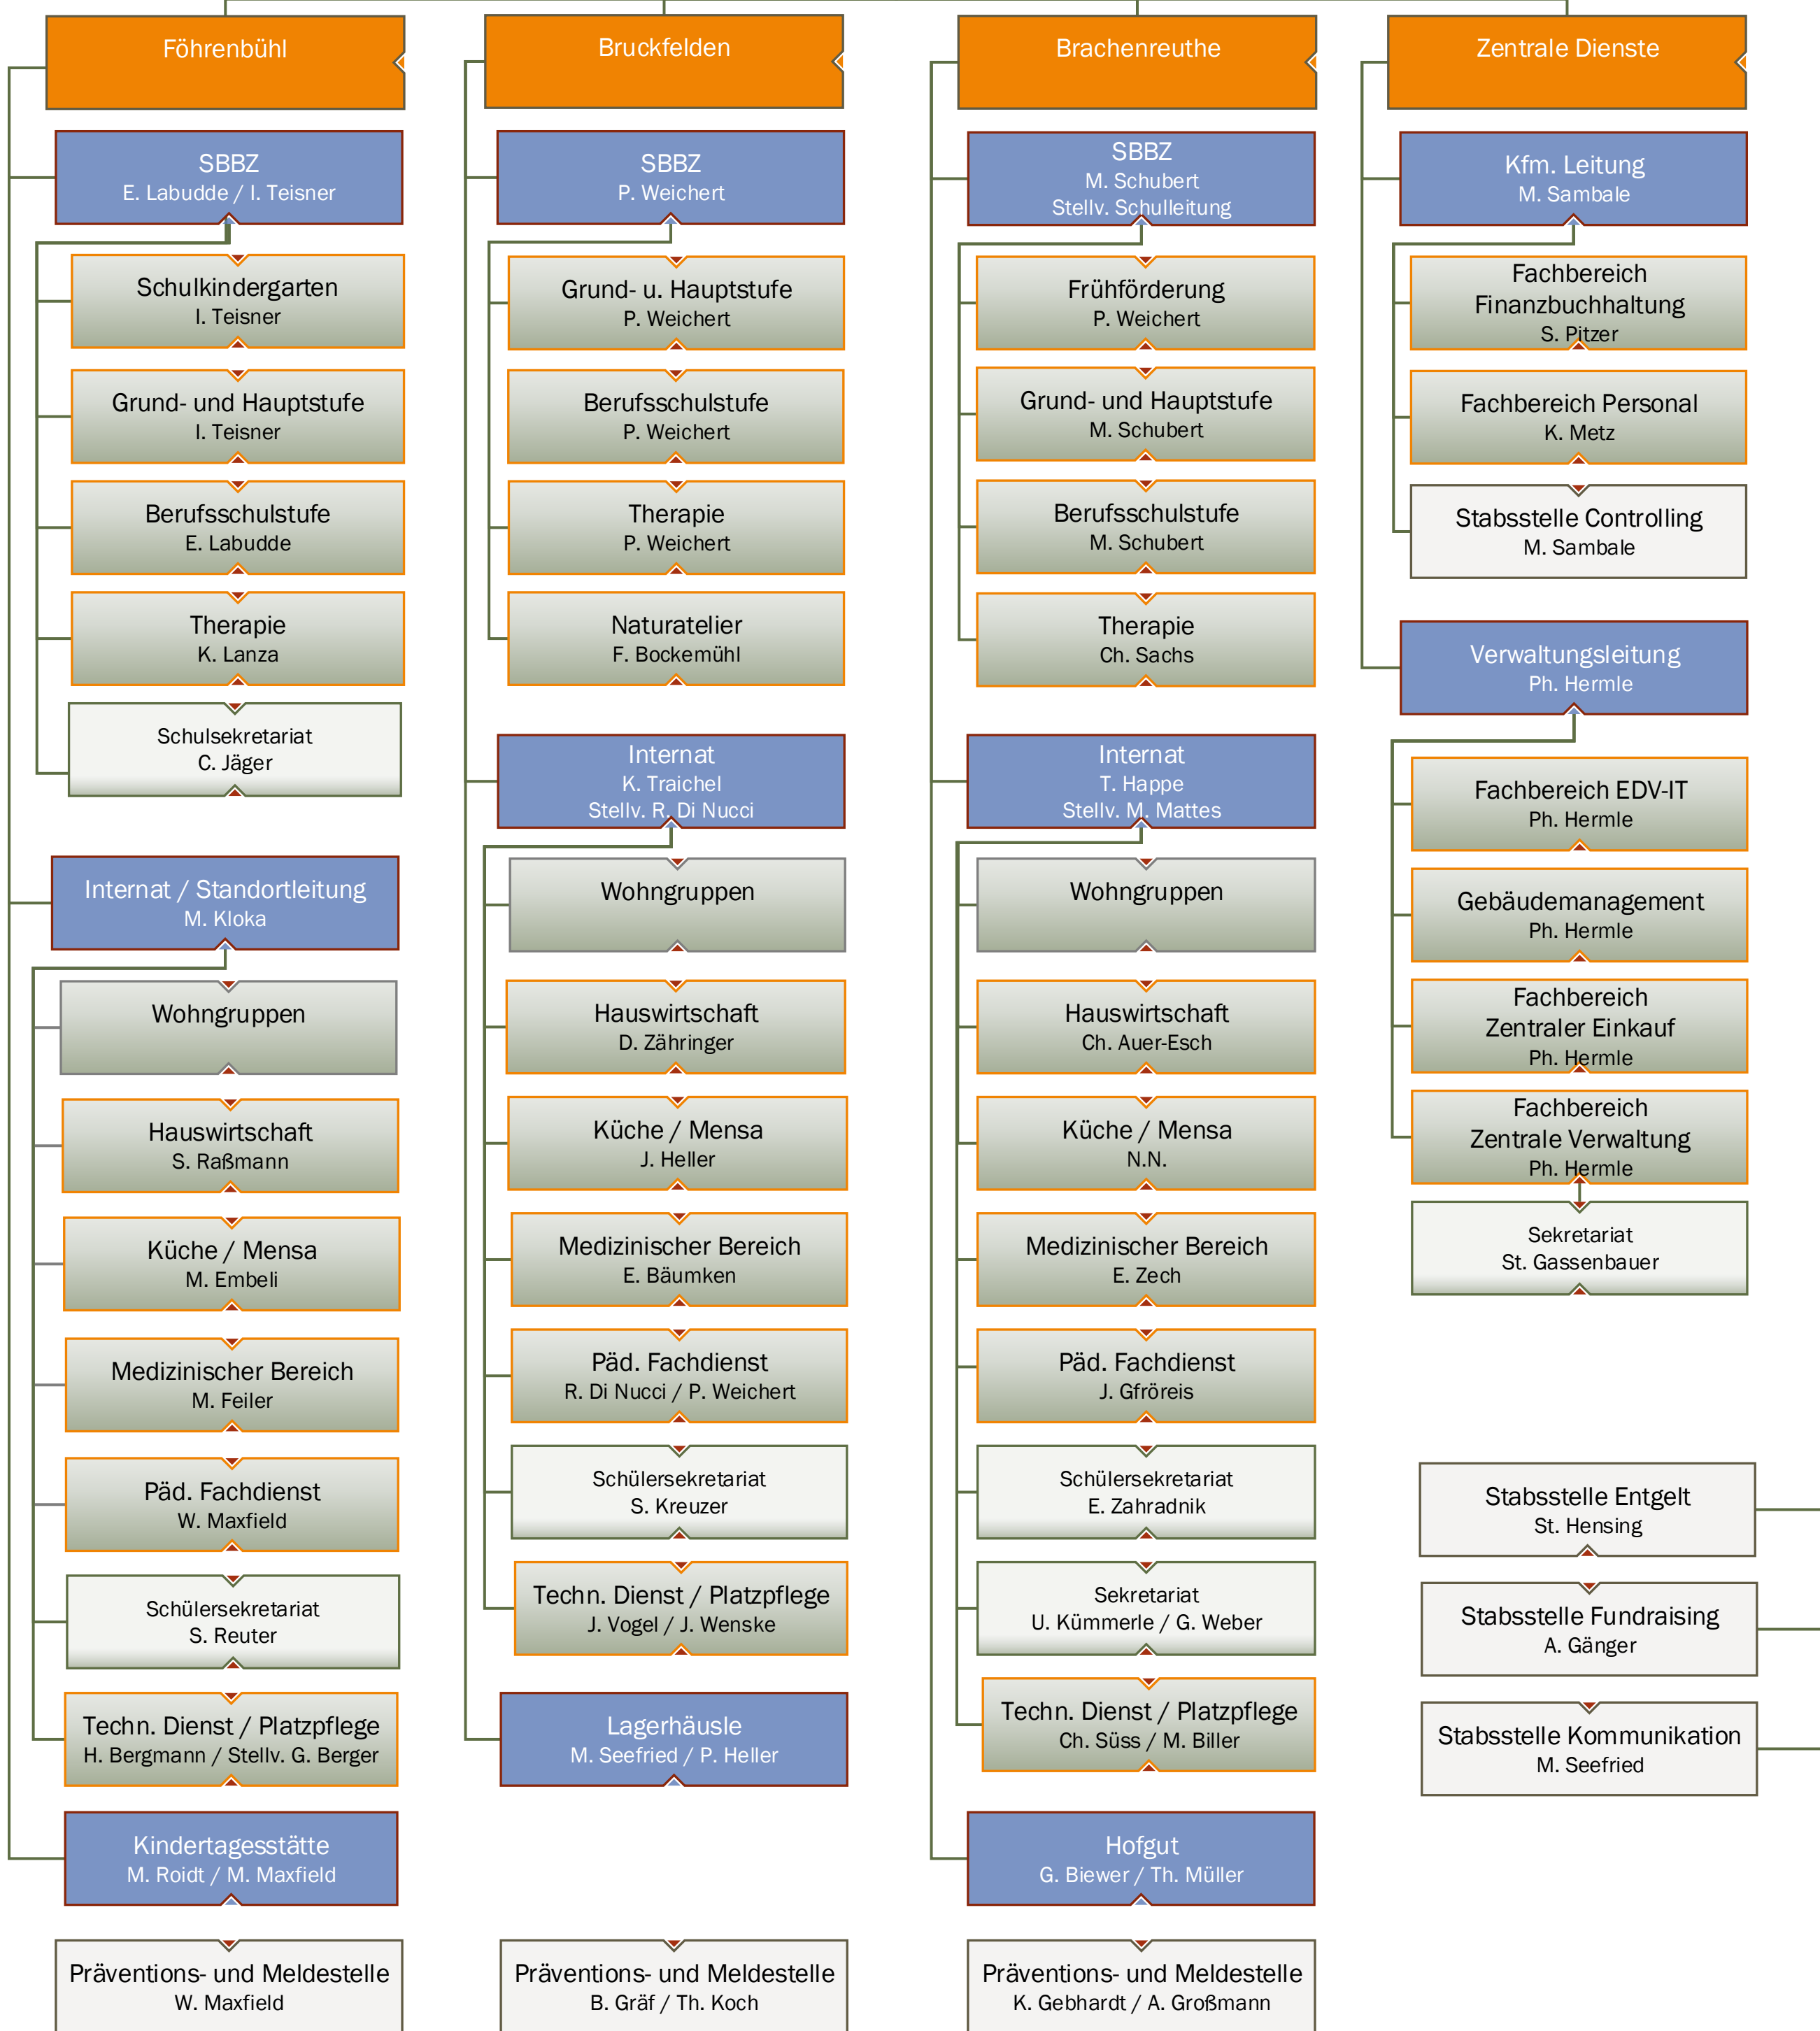 Föhrenbühl
SBBZ
E. Labudde / I. Teisner
Schulkindergarten
I. Teisner
Grund- und Hauptstufe
I. Teisner
Berufsschulstufe
E. Labudde
Therapie
K. Lanza
Schulsekretariat
C. Jäger
Internat / Standortleitung
M. Kloka
Wohngruppen
Hauswirtschaft
S. Raßmann
Küche / Mensa
M. Embeli
Medizinischer Bereich
M. Feiler
Päd. Fachdienst
W. Maxfield
Schülersekretariat
S. Reuter
Techn. Dienst / Platzpflege
H. Bergmann / Stellv. G. Berger
Kindertagesstätte
M. Roidt / M. Maxfield
Präventions- und Meldestelle
W. Maxfield
Bruckfelden
SBBZ
P. Weichert
Grund- u. Hauptstufe
P. Weichert
Berufsschulstufe
P. Weichert
Therapie
P. Weichert
Naturatelier
F. Bockemühl
Internat
K. Traichel
Stellv. R. Di Nucci
Wohngruppen
Hauswirtschaft
D. Zähringer
Küche / Mensa
J. Heller
Medizinischer Bereich
E. Bäumken
Päd. Fachdienst
R. Di Nucci / P. Weichert
Schülersekretariat
S. Kreuzer
Techn. Dienst / Platzpflege
J. Vogel / J. Wenske
Lagerhäusle
M. Seefried / P. Heller
Präventions- und Meldestelle
B. Gräf / Th. Koch
Brachenreuthe
SBBZ
M. Schubert
Stellv. Schulleitung
Frühförderung
P. Weichert
Grund- und Hauptstufe
M. Schubert
Berufsschulstufe
M. Schubert
Therapie
Ch. Sachs
Internat
T. Happe
Stellv. M. Mattes
Wohngruppen
Hauswirtschaft
Ch. Auer-Esch
Küche / Mensa
N.N.
Medizinischer Bereich
E. Zech
Päd. Fachdienst
J. Gfröreis
Schülersekretariat
E. Zahradnik
Sekretariat
U. Kümmerle / G. Weber
Techn. Dienst / Platzpflege
Ch. Süss / M. Biller
Hofgut
G. Biewer / Th. Müller
Präventions- und Meldestelle
K. Gebhardt / A. Großmann
Zentrale Dienste
Kfm. Leitung
M. Sambale
Fachbereich
Finanzbuchhaltung
S. Pitzer
Fachbereich Personal
K. Metz
Stabsstelle Controlling
M. Sambale
Verwaltungsleitung
Ph. Hermle
Fachbereich EDV-IT
Ph. Hermle
Gebäudemanagement
Ph. Hermle
Fachbereich
Zentraler Einkauf
Ph. Hermle
Fachbereich
Zentrale Verwaltung
Ph. Hermle
Sekretariat
St. Gassenbauer
Stabsstelle Entgelt
St. Hensing
Stabsstelle Fundraising
A. Gänger
Stabsstelle Kommunikation
M. Seefried